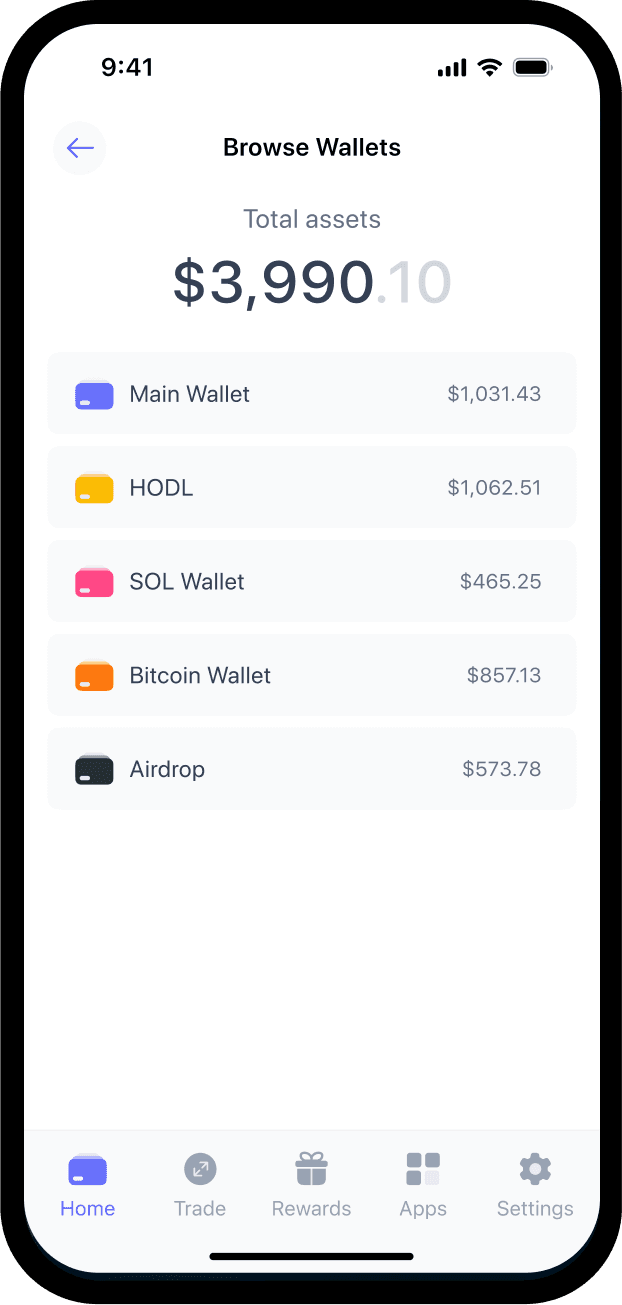 9:41
Browse Wallets
Total assets
$3,990.10
Main Wallet $1,031.43
HODL $1,062.51
SOL Wallet $465.25
Bitcoin Wallet $857.13
Airdrop $573.78
Home Trade Rewards Apps Settings